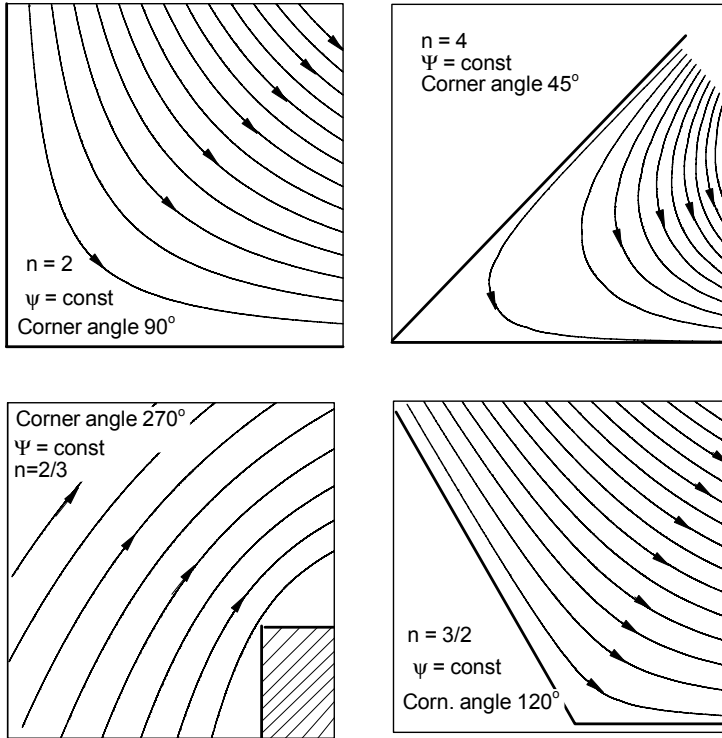 n = 2
ψ = const
Corner angle 90°
n = 4
Ψ = const
Corner angle 45°
Corner angle 270°
Ψ = const
n=2/3
n = 3/2
ψ = const
Corn. angle 120°